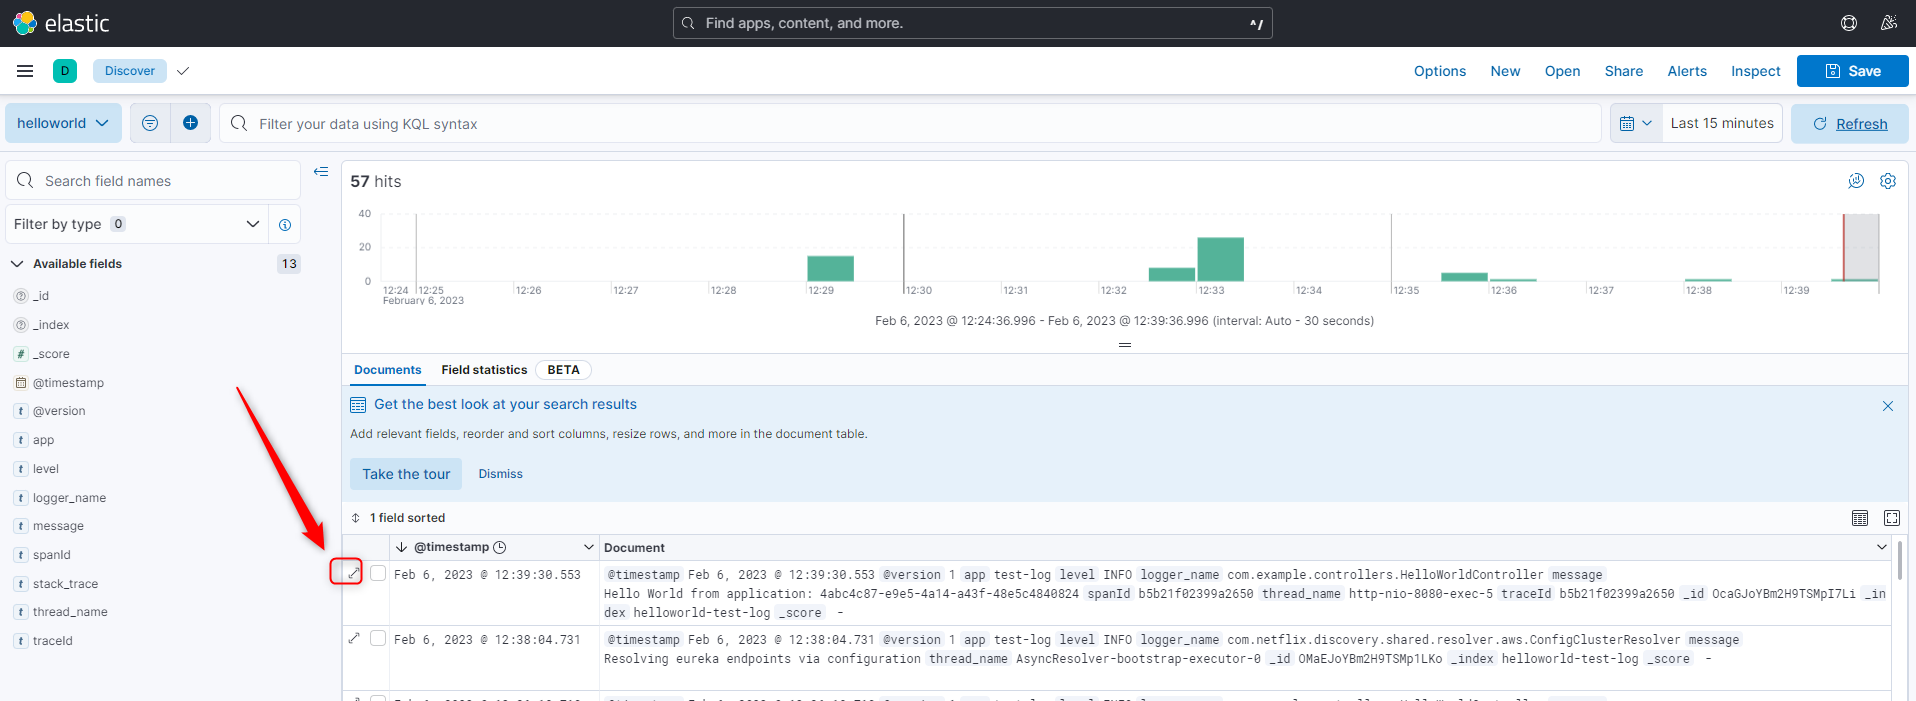 elastic
Find apps, content, and more.
^/
D
Discover
Options
New
Open
Share
Alerts
Inspect
Save
helloworld
Filter your data using KQL syntax
Last 15 minutes
Refresh
Search field names
Filter by type 0
Available fields
13
_id
_index
# _score
@timestamp
t @version
t app
t level
t logger_name
t message
t spanId
t stack_trace
t thread_name
t traceId
57 hits
40
20
0
12:24 12:25 12:26 12:27 12:28 12:29 12:30 12:31 12:32 12:33 12:34 12:35 12:36 12:37 12:38 12:39
February 6, 2023
Feb 6, 2023 @ 12:24:36.996 - Feb 6, 2023 @ 12:39:36.996 (interval: Auto - 30 seconds)
Documents
Field statistics
BETA
Get the best look at your search results
Add relevant fields, reorder and sort columns, resize rows, and more in the document table.
Take the tour
Dismiss
1 field sorted
@timestamp
Document
Feb 6, 2023 @ 12:39:30.553
@timestamp Feb 6, 2023 @ 12:39:30.553 @version 1 app test-log level INFO logger_name com.example.controllers.HelloWorldController message
Hello World from application: 4abc4c87-e9e5-4a14-a43f-48e5c4840824 spanId b5b21f02399a2650 thread_name http-nio-8080-exec-5 traceId b5b21f02399a2650 _id OcaGJoYBm2H9TSMpI7Li _in
dex helloworld-test-log _score -
Feb 6, 2023 @ 12:38:04.731
@timestamp Feb 6, 2023 @ 12:38:04.731 @version 1 app test-log level INFO logger_name com.netflix.discovery.shared.resolver.aws.ConfigClusterResolver message
Resolving eureka endpoints via configuration thread_name AsyncResolver-bootstrap-executor-0 _id OMaEJoYBm2H9TSMp1LKo _index helloworld-test-log _score -